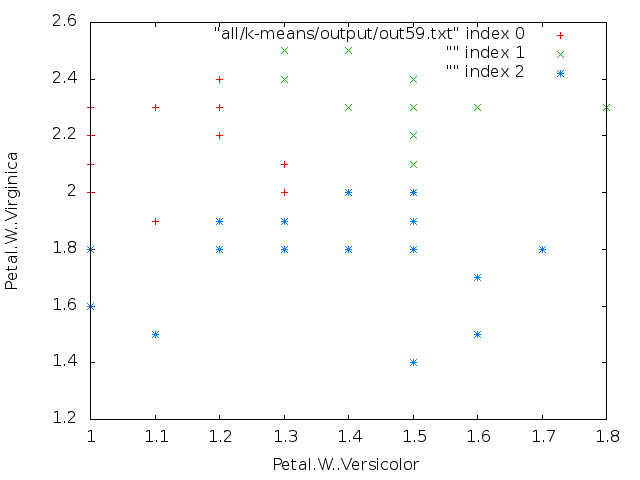 "all/k-means/output/out59.txt" index 0
"" index 1
"" index 2
2.6
2.4
2.2
2
1.8
1.6
1.4
1.2
Petal.W..Virginica
1 1.1 1.2 1.3 1.4 1.5 1.6 1.7 1.8
Petal.W..Versicolor